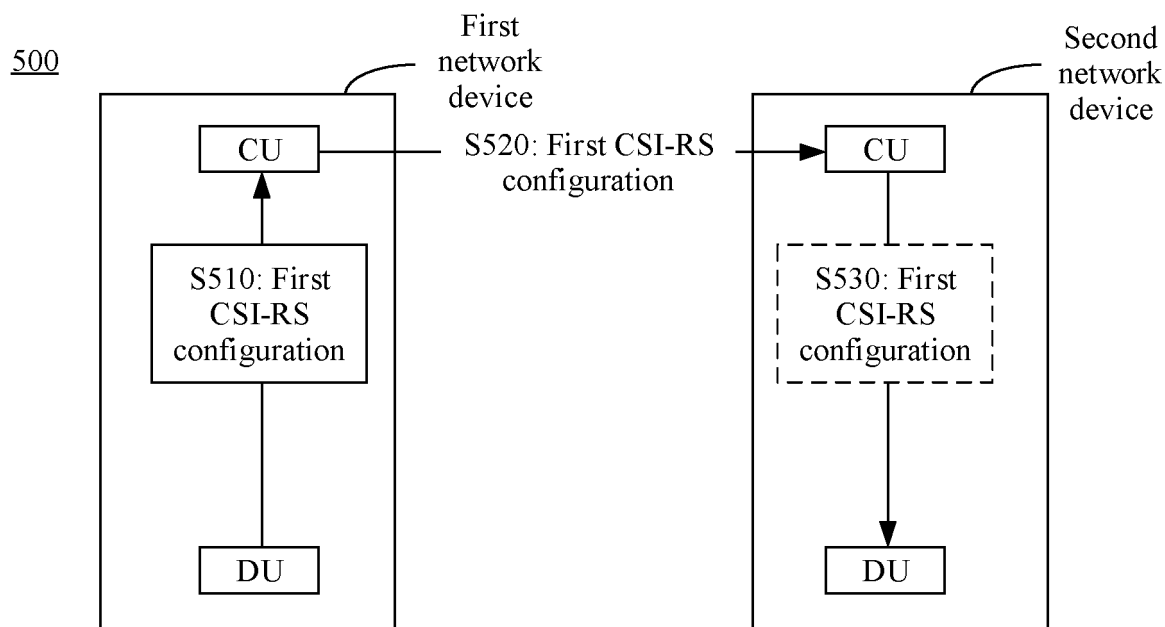 500
First
network
device
Second
network
device
CU
S520: First CSI-RS
configuration
CU
S510: First
CSI-RS
configuration
S530: First
CSI-RS
configuration
DU
DU